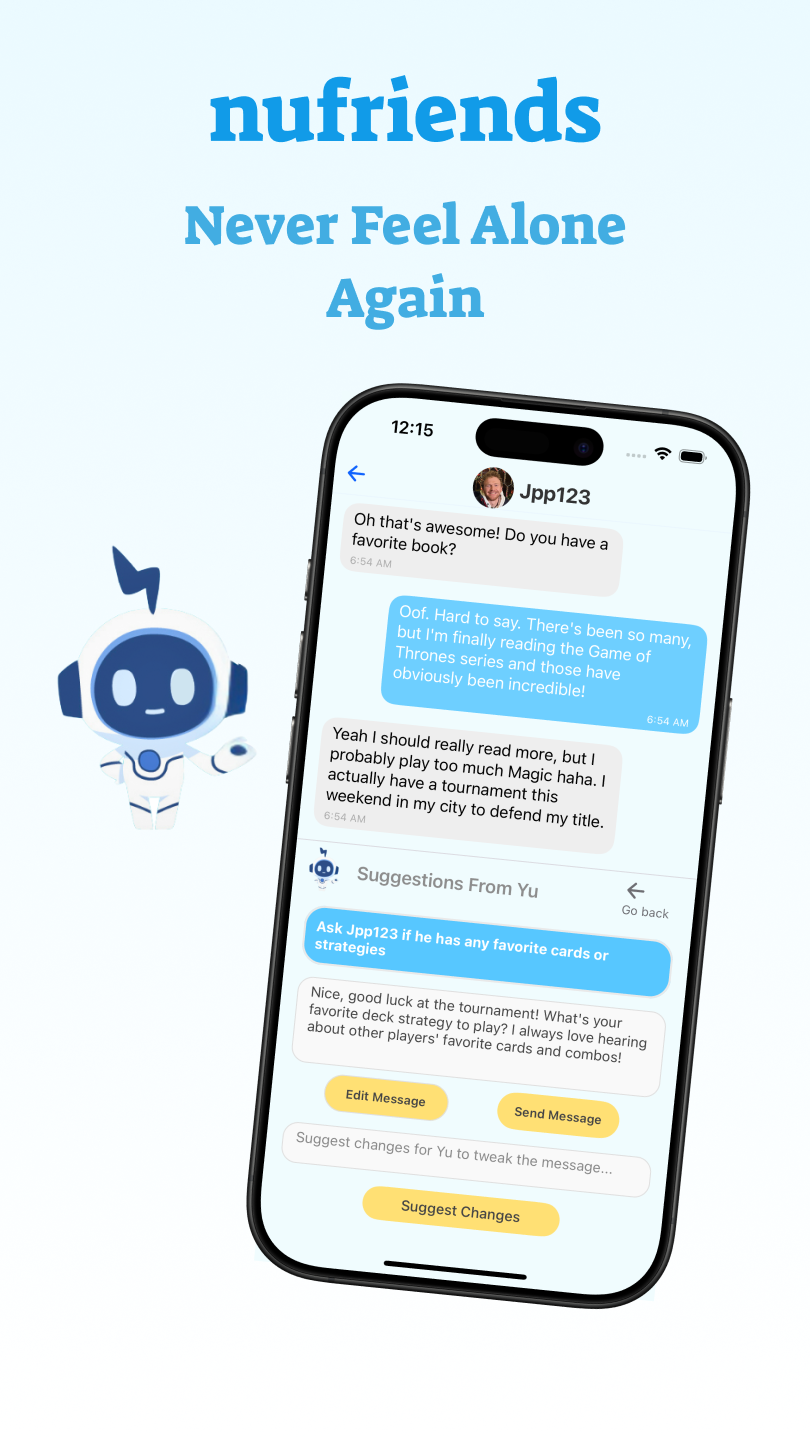 nufriends
Never Feel Alone
Again
12:15
Jpp123
Oh that's awesome! Do you have a
favorite book?
6:54 AM
Oof. Hard to say. There's been so many,
but I'm finally reading the Game of
Thrones series and those have
obviously been incredible!
6:54 AM
Yeah I should really read more, but I
probably play too much Magic haha. I
actually have a tournament this
weekend in my city to defend my title.
6:54 AM
Suggestions From Yu
Go back
Ask Jpp123 if he has any favorite cards or
strategies
Nice, good luck at the tournament! What's your
favorite deck strategy to play? I always love hearing
about other players' favorite cards and combos!
Edit Message
Send Message
Suggest changes for Yu to tweak the message...
Suggest Changes